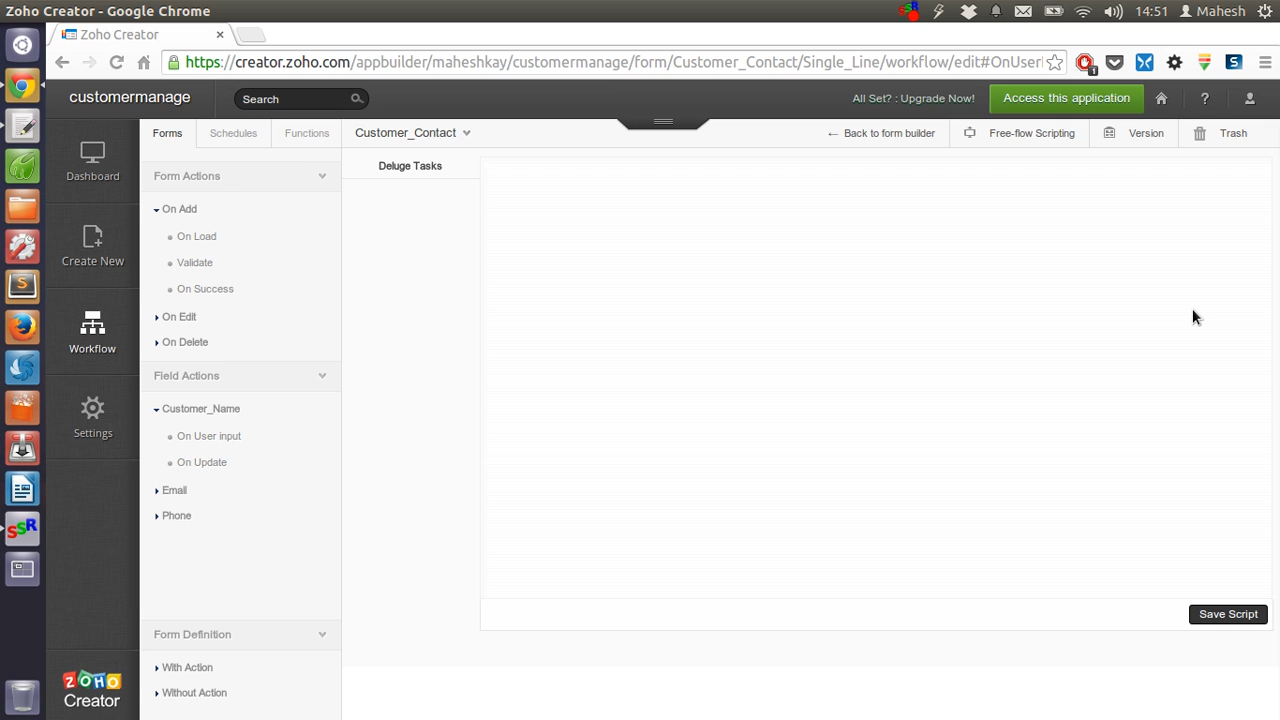 Zoho Creator - Google Chrome
14:51 Mahesh
Zoho Creator ×
https://creator.zoho.com/appbuilder/maheshkay/customermanage/form/Customer_Contact/Single_Line/workflow/edit#OnUserI
1
S
customermanage
Search
All Set? : Upgrade Now!
Access this application
?
Forms
Schedules
Functions
Customer_Contact
← Back to form builder
Free-flow Scripting
Version
Trash
Dashboard
Create New
Workflow
Settings
ZOHO
Creator
Form Actions
On Add
On Load
Validate
On Success
On Edit
On Delete
Field Actions
Customer_Name
On User input
On Update
Email
Phone
Form Definition
With Action
Without Action
Deluge Tasks
Save Script
S
SSR